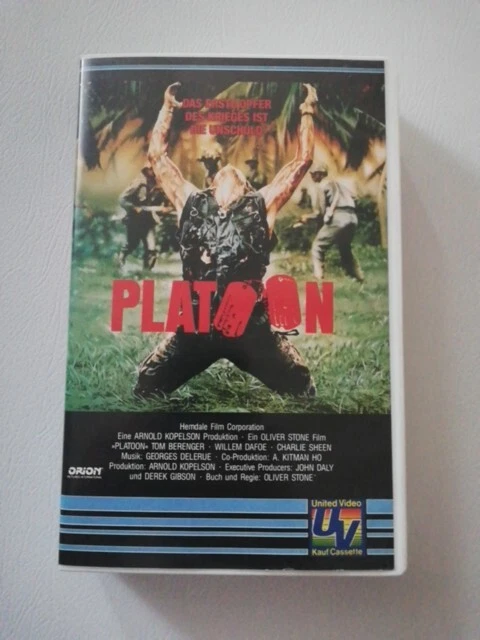 DAS ERSTE OPFER
DES KRIEGES IST
DIE UNSCHULD
PLATOON
Hemdale Film Corporation
Eine ARNOLD KOPELSON Produktion · Ein OLIVER STONE Film
»PLATOON« TOM BERENGER · WILLEM DAFOE · CHARLIE SHEEN
Musik: GEORGES DELERUE · Co-Produktion: A. KITMAN HO
Produktion: ARNOLD KOPELSON · Executive Producers: JOHN DALY
und DEREK GIBSON · Buch und Regie: OLIVER STONE
ORION
United Video
UV
Kauf Cassette